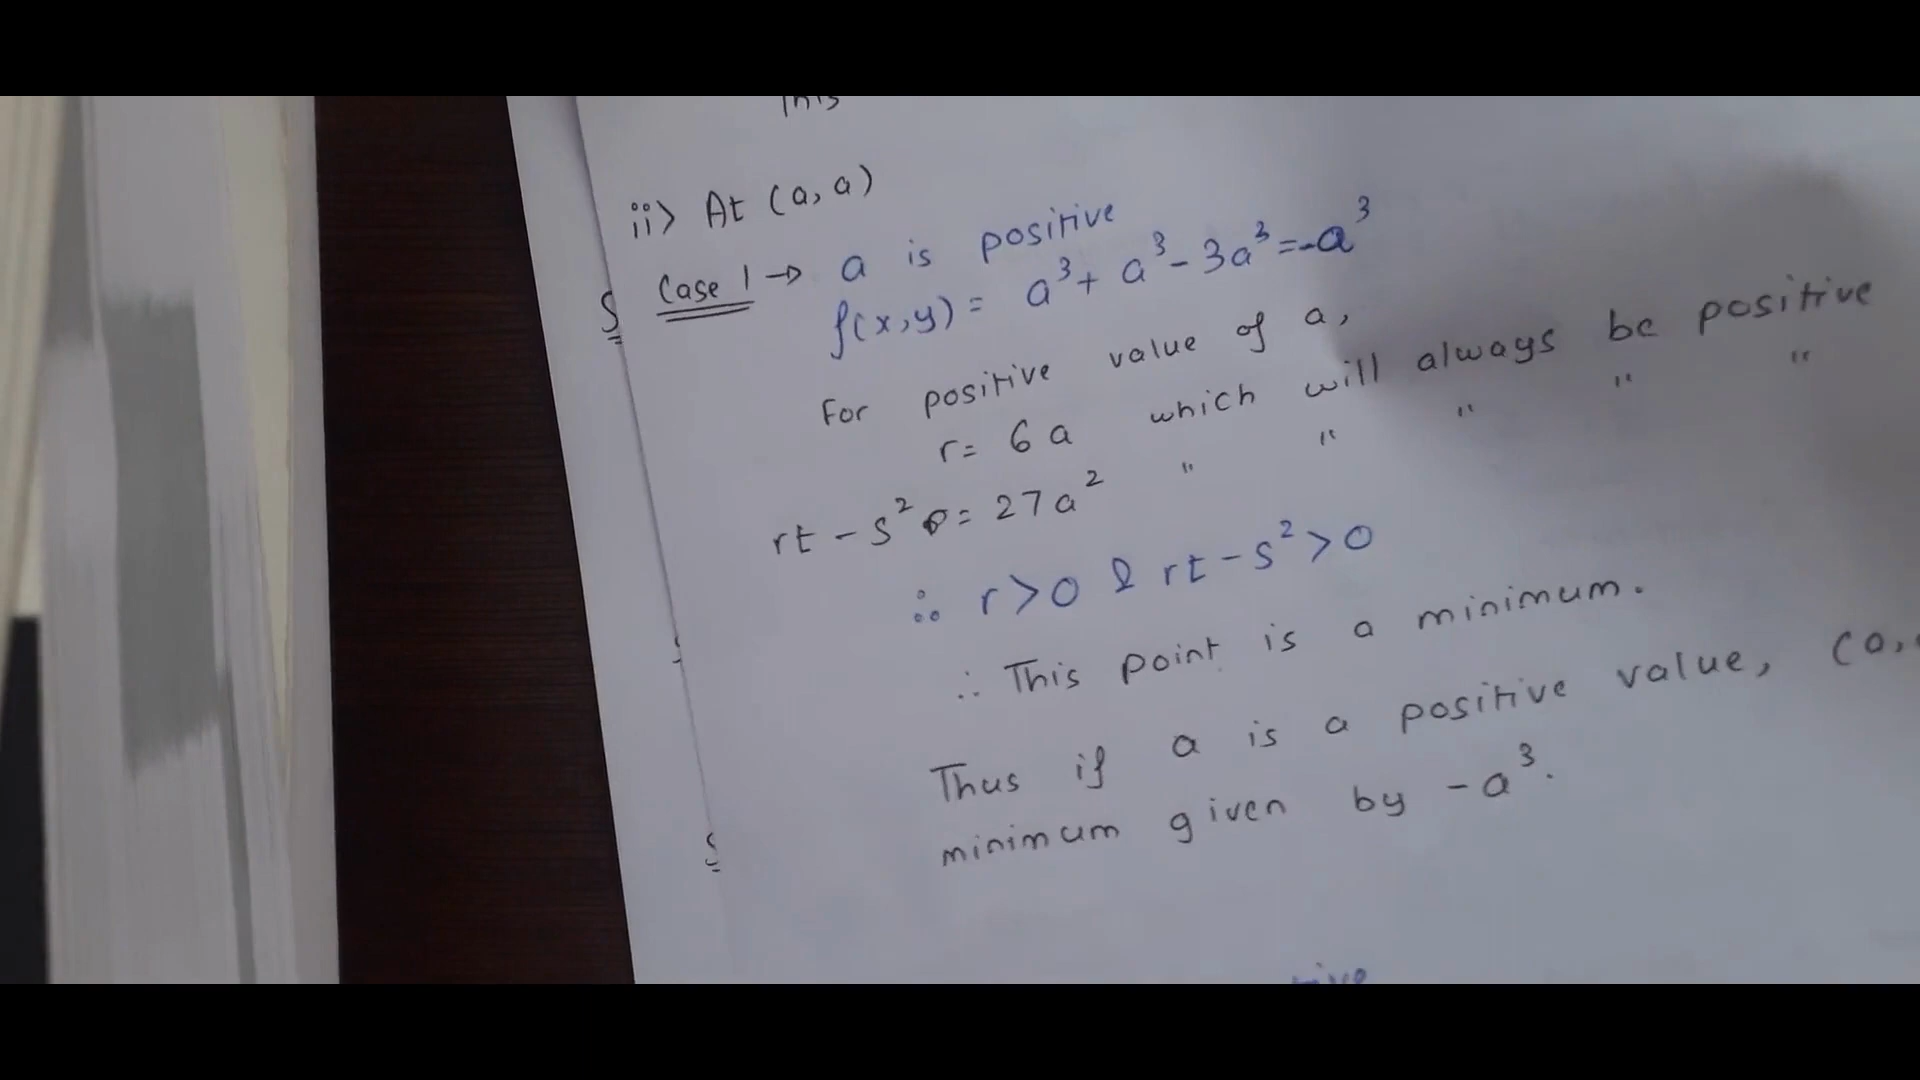 This
ii> At (a, a)
Case 1 → a is positive
f(x,y) = a³ + a³ - 3a³ = -a³
For positive value of a,
r = 6a which will always be positive
rt - s² = 27a² " " " " "
∴ r>0 & rt - s²>0
∴ This point is a minimum.
Thus if a is a positive value, (a,
minimum given by -a³.